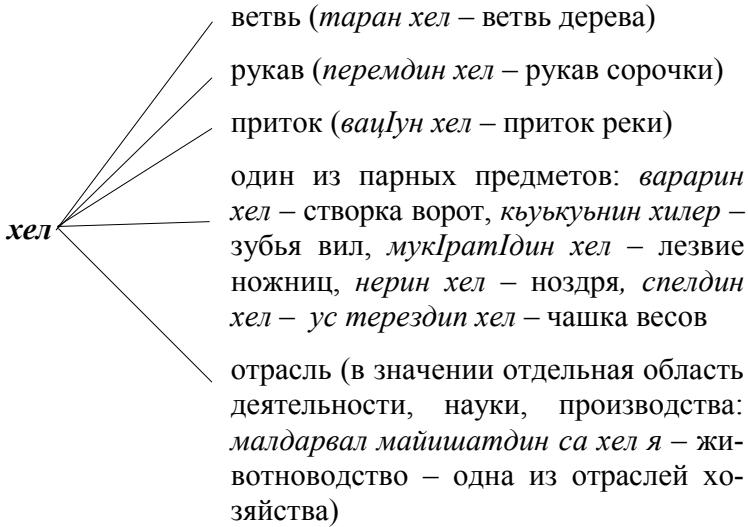 ветвь (таран хел – ветвь дерева)
рукав (перемдин хел – рукав сорочки)
приток (вацӀун хел – приток реки)
один из парных предметов: варарин
хел – створка ворот, кьуькуьнин хилер –
зубья вил, мукӀратӀдин хел – лезвие
ножниц, нерин хел – ноздря, спелдин
хел – ус терездип хел – чашка весов
хел
отрасль (в значении отдельная область
деятельности, науки, производства:
малдарвал майишатдин са хел я – жи-
вотноводство – одна из отраслей хо-
зяйства)